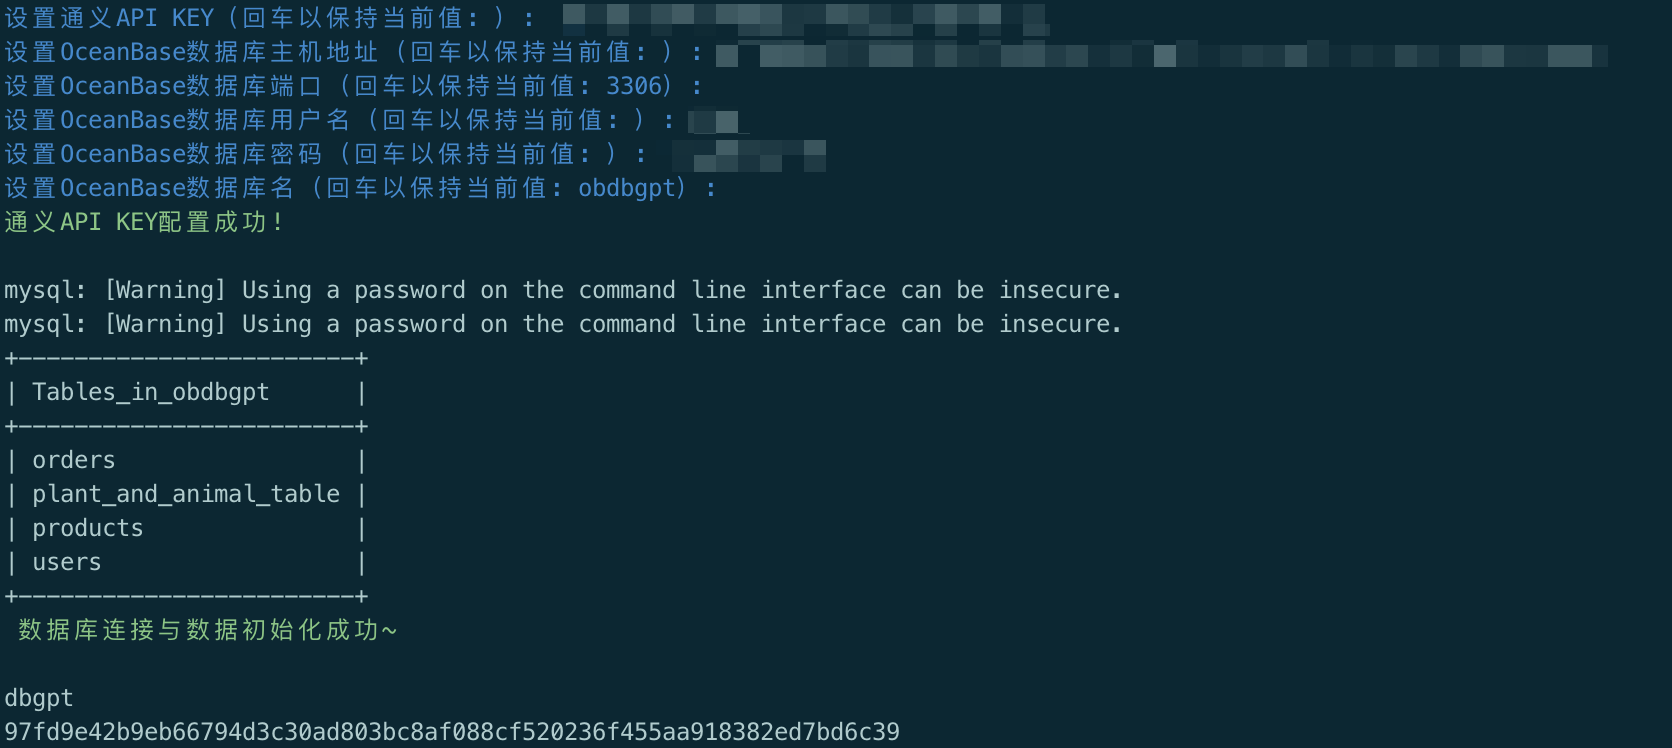 设置通义API KEY（回车以保持当前值: ）:
设置OceanBase数据库主机地址（回车以保持当前值: ）:
设置OceanBase数据库端口（回车以保持当前值: 3306）:
设置OceanBase数据库用户名（回车以保持当前值: ）:
设置OceanBase数据库密码（回车以保持当前值: ）:
设置OceanBase数据库名（回车以保持当前值: obdbgpt）:
通义API KEY配置成功!
mysql: [Warning] Using a password on the command line interface can be insecure.
mysql: [Warning] Using a password on the command line interface can be insecure.
+------------------------+
| Tables_in_obdbgpt      |
+------------------------+
| orders                 |
| plant_and_animal_table |
| products               |
| users                  |
+------------------------+
数据库连接与数据初始化成功~
dbgpt
97fd9e42b9eb66794d3c30ad803bc8af088cf520236f455aa918382ed7bd6c39